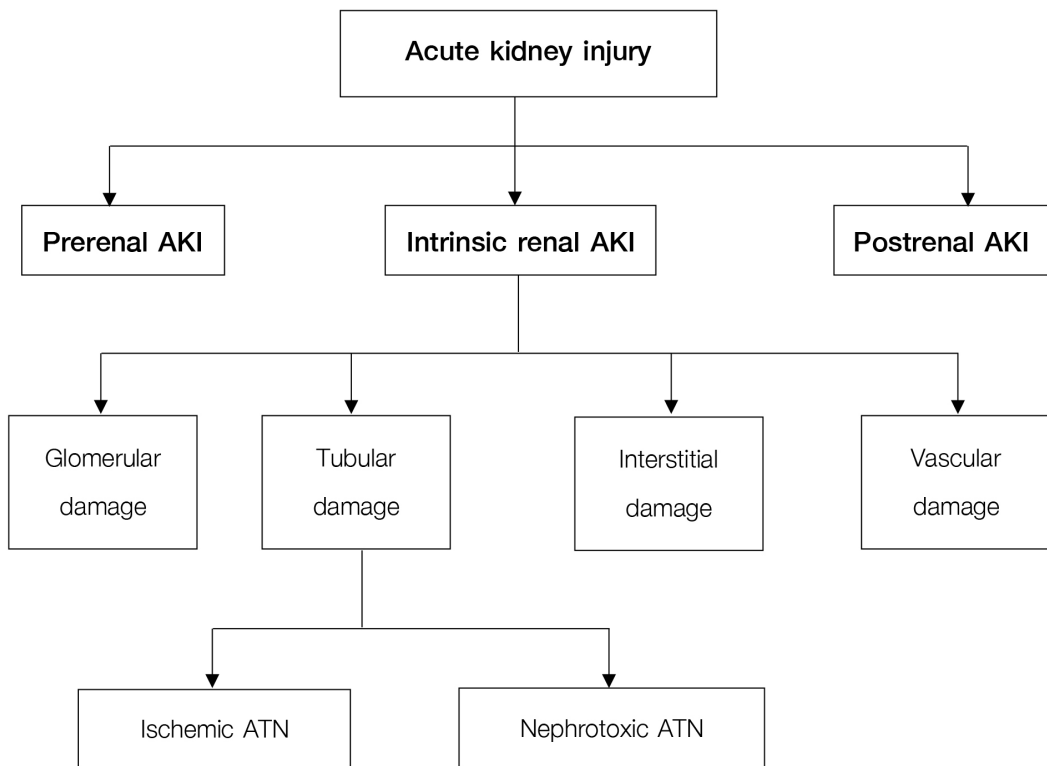 Acute kidney injury
Prerenal AKI
Intrinsic renal AKI
Postrenal AKI
Glomerular
damage
Tubular
damage
Interstitial
damage
Vascular
damage
Ischemic ATN
Nephrotoxic ATN